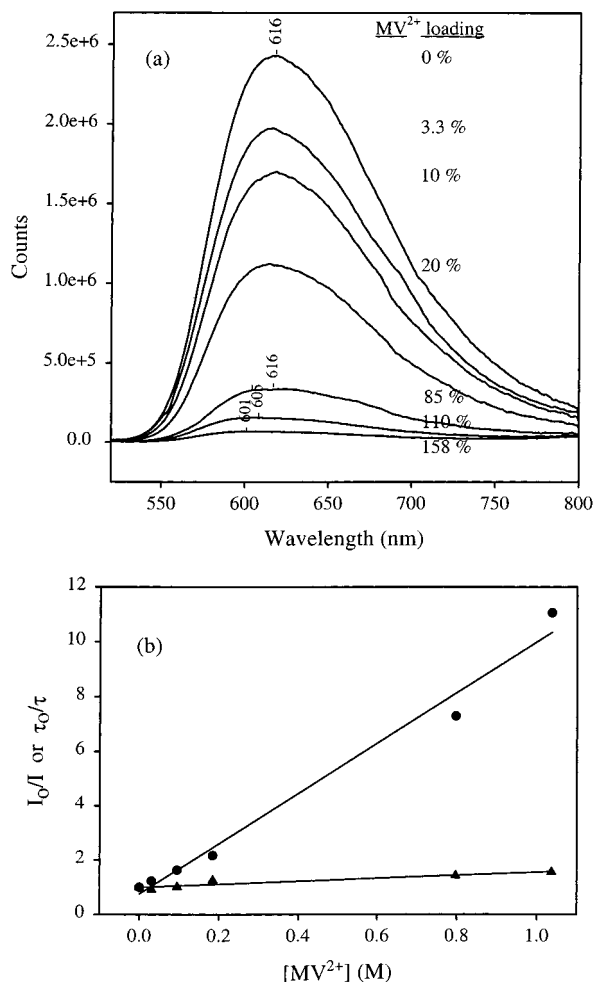 (a)
MV²⁺ loading
0 %
3.3 %
10 %
20 %
85 %
110 %
158 %
616
616
605
601
Counts
2.5e+6
2.0e+6
1.5e+6
1.0e+6
5.0e+5
0.0
550 600 650 700 750 800
Wavelength (nm)
(b)
I_O/I or τ_O/τ
12
10
8
6
4
2
0
0.0 0.2 0.4 0.6 0.8 1.0
[MV²⁺] (M)